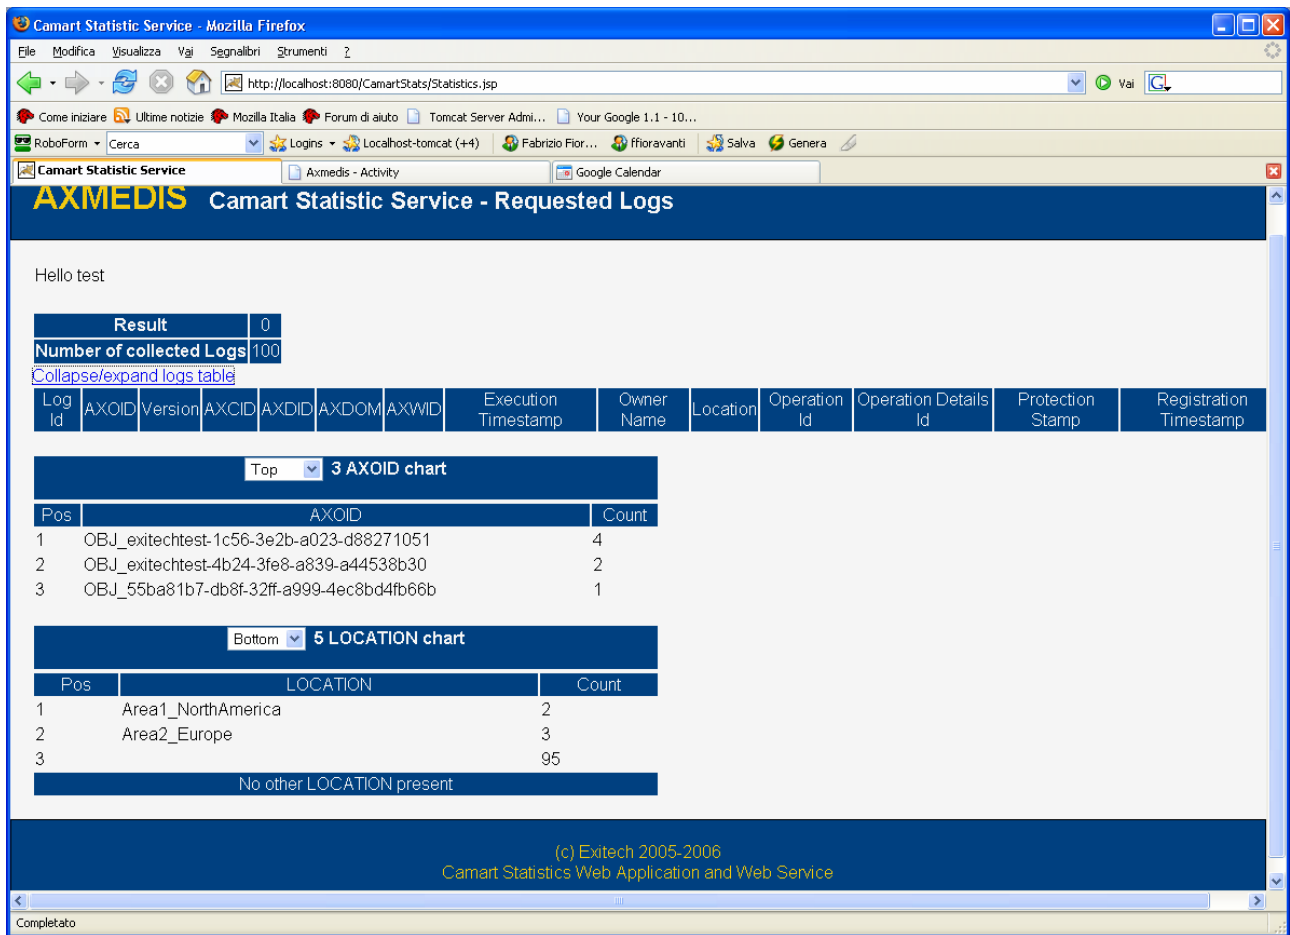 Camart Statistic Service - Mozilla Firefox
File Modifica Visualizza Vai Segnalibri Strumenti ?
http://localhost:8080/CamartStats/Statistics.jsp Vai G
Come iniziare Ultime notizie Mozilla Italia Forum di aiuto Tomcat Server Admi... Your Google 1.1 - 10...
RoboForm Cerca Logins Localhost-tomcat (+4) Fabrizio Fior... ffioravanti Salva Genera
Camart Statistic Service Axmedis - Activity Google Calendar
AXMEDIS Camart Statistic Service - Requested Logs
Hello test
Result 0
Number of collected Logs 100
Collapse/expand logs table
Log Id AXOID Version AXCID AXDID AXDOM AXWID Execution Timestamp Owner Name Location Operation Id Operation Details Id Protection Stamp Registration Timestamp
Top 3 AXOID chart
Pos AXOID Count
1 OBJ_exitechtest-1c56-3e2b-a023-d88271051 4
2 OBJ_exitechtest-4b24-3fe8-a839-a44538b30 2
3 OBJ_55ba81b7-db8f-32ff-a999-4ec8bd4fb66b 1
Bottom 5 LOCATION chart
Pos LOCATION Count
1 Area1_NorthAmerica 2
2 Area2_Europe 3
3 95
No other LOCATION present
(c) Exitech 2005-2006
Camart Statistics Web Application and Web Service
Completato